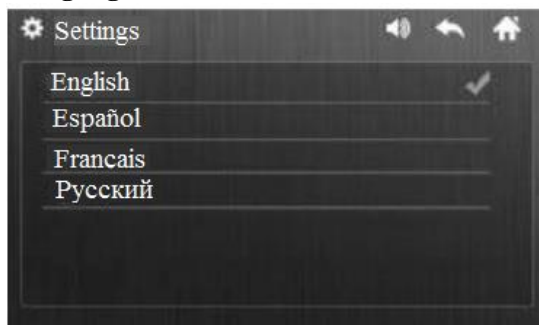 Settings
English
Español
Francais
Русский